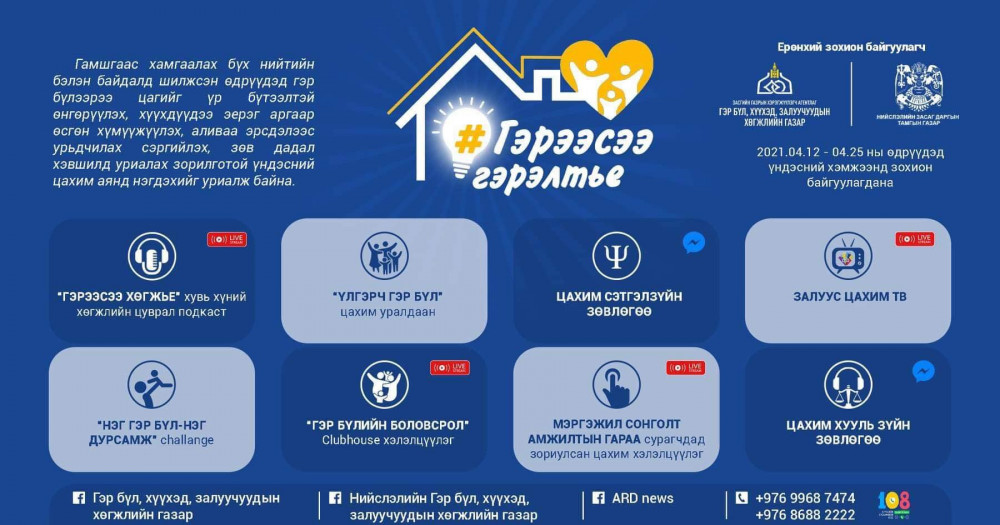 Гамшгаас хамгаалах бүх нийтийн
бэлэн байдалд шилжсэн өдрүүдэд гэр
бүлээрээ цагийг үр бүтээлтэй
өнгөрүүлэх, хүүхдүүдээ эерэг аргаар
өсгөн хүмүүжүүлэх, аливаа эрсдэлээс
урьдчилах сэргийлэх, зөв дадал
хэвшилд уриалах зорилготой үндэсний
цахим аянд нэгдэхийг уриалж байна.
#Гэрээсээ
гэрэлтье
Ерөнхий зохион байгуулагч
ЗАСГИЙН ГАЗРЫН ХЭРЭГЖҮҮЛЭГЧ АГЕНТЛАГ
ГЭР БҮЛ, ХҮҮХЭД, ЗАЛУУЧУУДЫН
ХӨГЖЛИЙН ГАЗАР
НИЙСЛЭЛИЙН ЗАСАГ ДАРГЫН
ТАМГЫН ГАЗАР
2021.04.12 - 04.25 ны өдрүүдэд
үндэсний хэмжээнд зохион
байгуулагдана
LIVE
STREAM
"ГЭРЭЭСЭЭ ХӨГЖЬЕ" хувь хүний
хөгжлийн цуврал подкаст
"ҮЛГЭРЧ ГЭР БҮЛ"
цахим уралдаан
Ψ
ЦАХИМ СЭТГЭЛЗҮЙН
ЗӨВЛӨГӨӨ
LIVE
STREAM
ЗАЛУУС ЦАХИМ ТВ
"НЭГ ГЭР БҮЛ-НЭГ
ДУРСАМЖ" challange
LIVE
STREAM
"ГЭР БҮЛИЙН БОЛОВСРОЛ"
Clubhouse хэлэлцүүлэг
LIVE
STREAM
МЭРГЭЖИЛ СОНГОЛТ
АМЖИЛТЫН ГАРАА сурагчдад
зориулсан цахим хэлэлцүүлэг
ЦАХИМ ХУУЛЬ ЗҮЙН
ЗӨВЛӨГӨӨ
Гэр бүл, хүүхэд, залуучуудын
хөгжлийн газар
Нийслэлийн Гэр бүл, хүүхэд,
залуучуудын хөгжлийн газар
ARD news
+976 9968 7474
+976 8688 2222
108